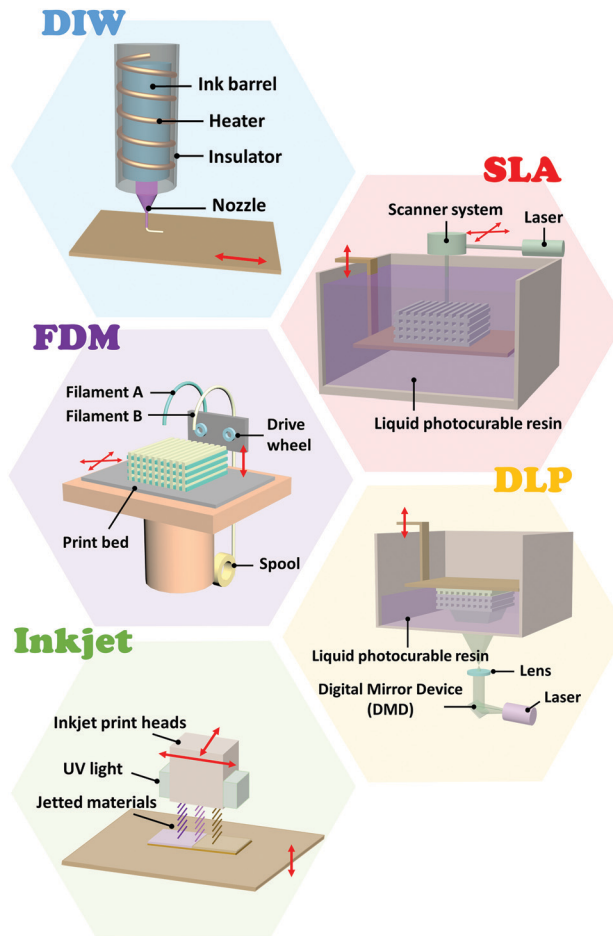 DIW
Ink barrel
Heater
Insulator
Nozzle
SLA
Scanner system
Laser
Liquid photocurable resin
FDM
Filament A
Filament B
Drive
wheel
Print bed
Spool
DLP
Liquid photocurable resin
Lens
Digital Mirror Device
(DMD)
Laser
Inkjet
Inkjet print heads
UV light
Jetted materials